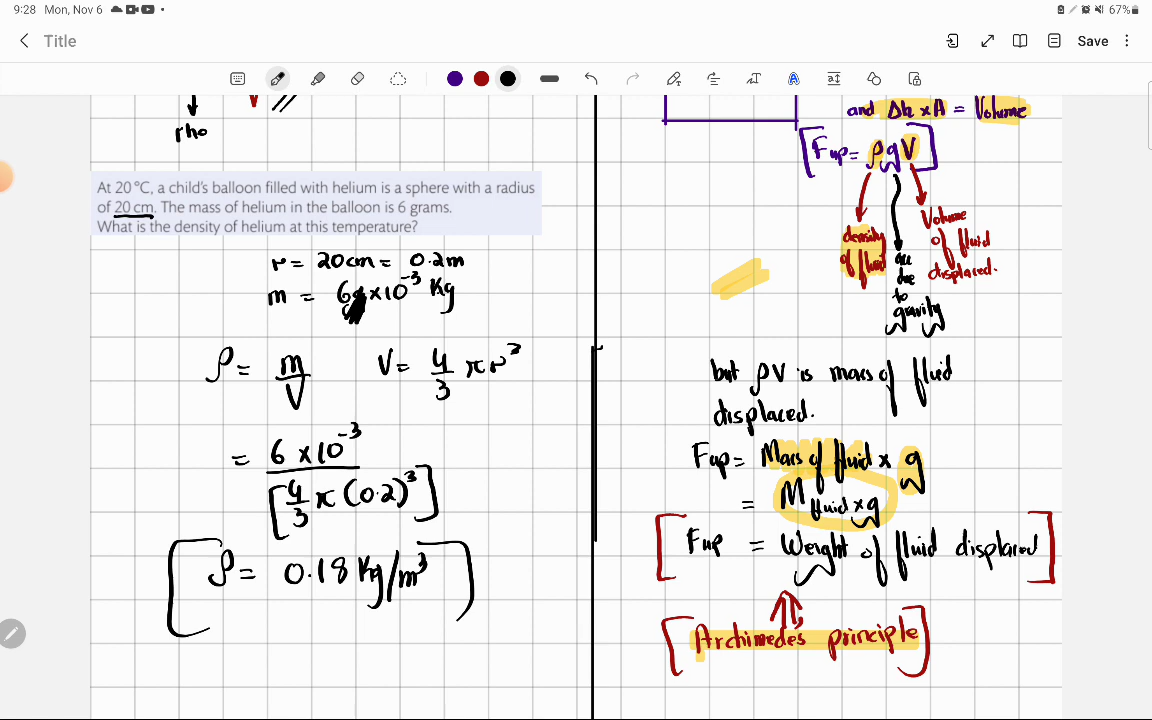 9:28 Mon, Nov 6
67%
Title
Save
rho
At 20 °C, a child's balloon filled with helium is a sphere with a radius
of 20 cm. The mass of helium in the balloon is 6 grams.
What is the density of helium at this temperature?
r = 20cm = 0.2m
m = 6g ×10⁻³ Kg
ρ = m/V V = 4/3 πr³
= 6 ×10⁻³ / [4/3 π (0.2)³]
ρ = 0.18 Kg/m³
and Δh × A = Volume
[Fup = ρgV]
density
of fluid
acc
due
to
gravity
Volume
of fluid
displaced.
but ρV is mass of fluid
displaced.
Fup = Mass of fluid × g
= M fluid × g
[Fup = Weight of fluid displaced]
[Archimedes principle]